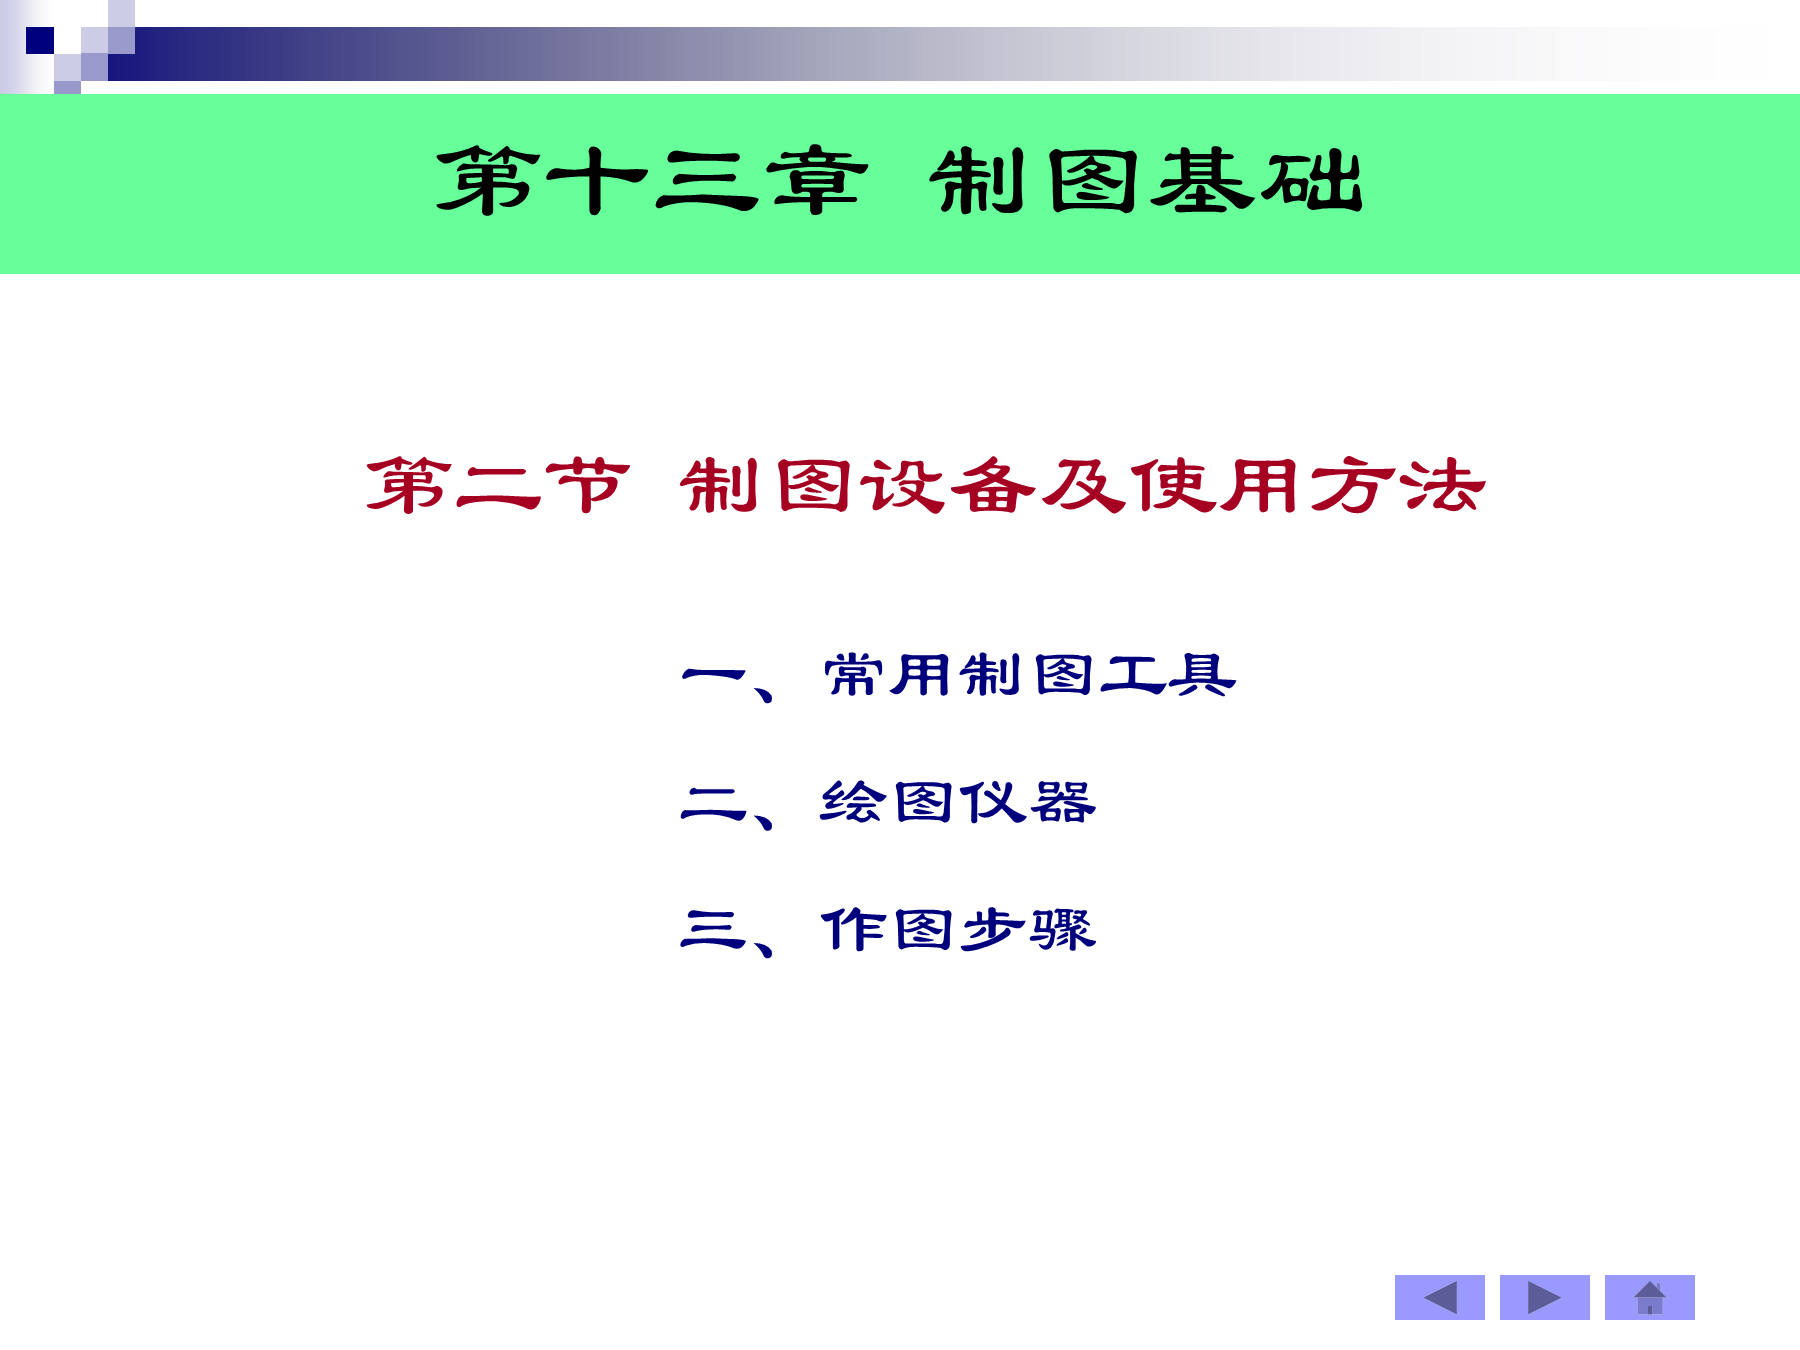 第十三章 制图基础
第二节 制图设备及使用方法
一、常用制图工具
二、绘图仪器
三、作图步骤